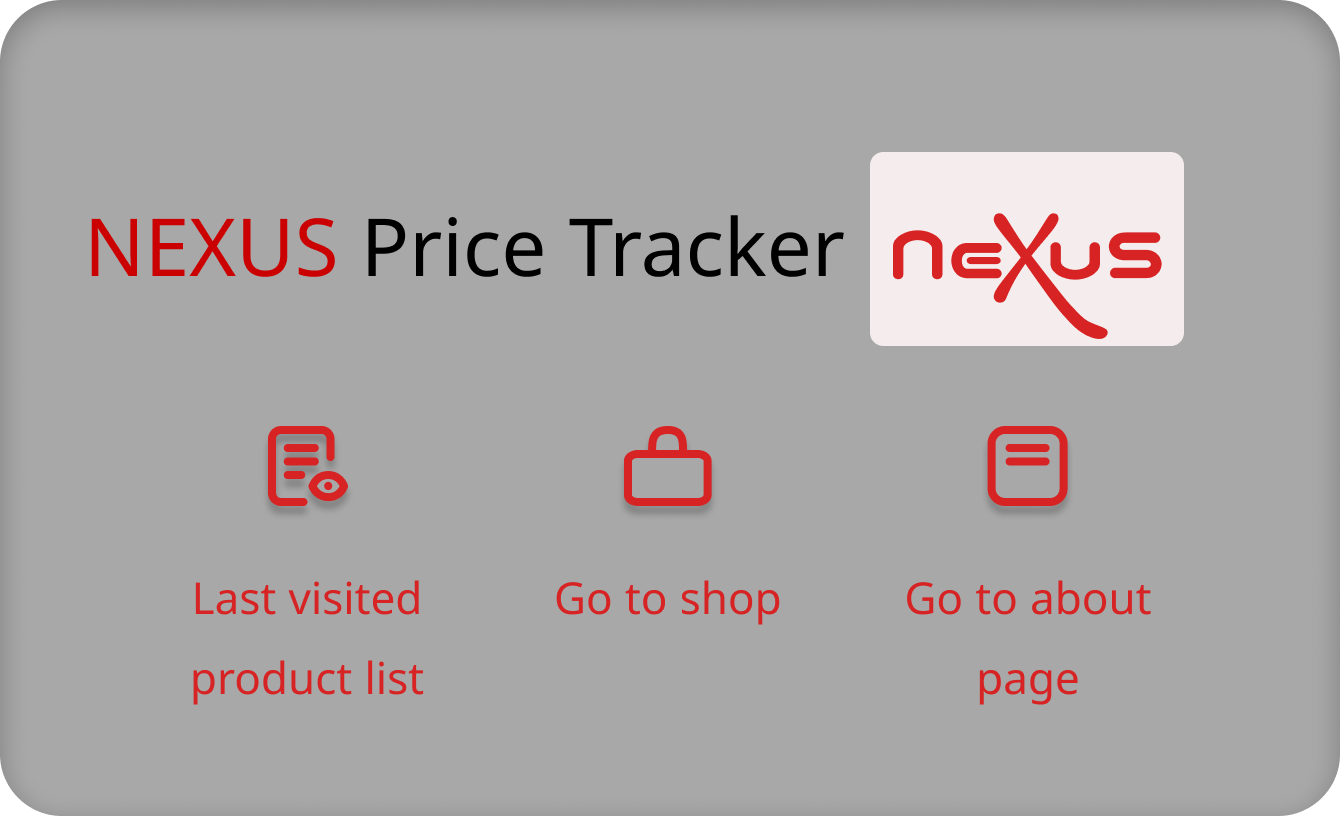 NEXUS Price Tracker
nexus
Last visited
product list
Go to shop
Go to about
page